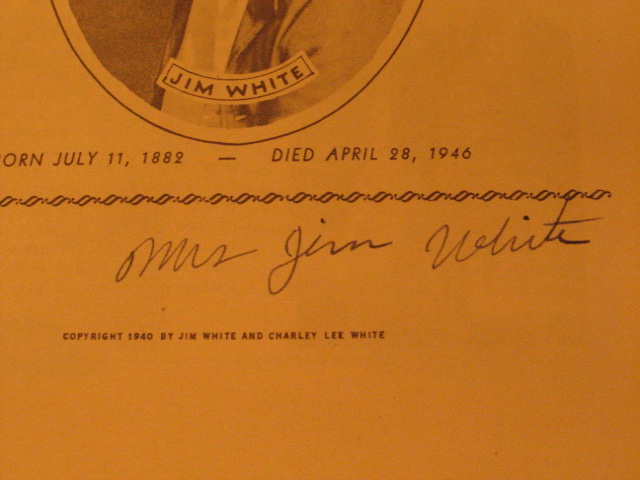 JIM WHITE
ORN JULY 11, 1882 — DIED APRIL 28, 1946
Mrs Jim White
COPYRIGHT 1940 BY JIM WHITE AND CHARLEY LEE WHITE